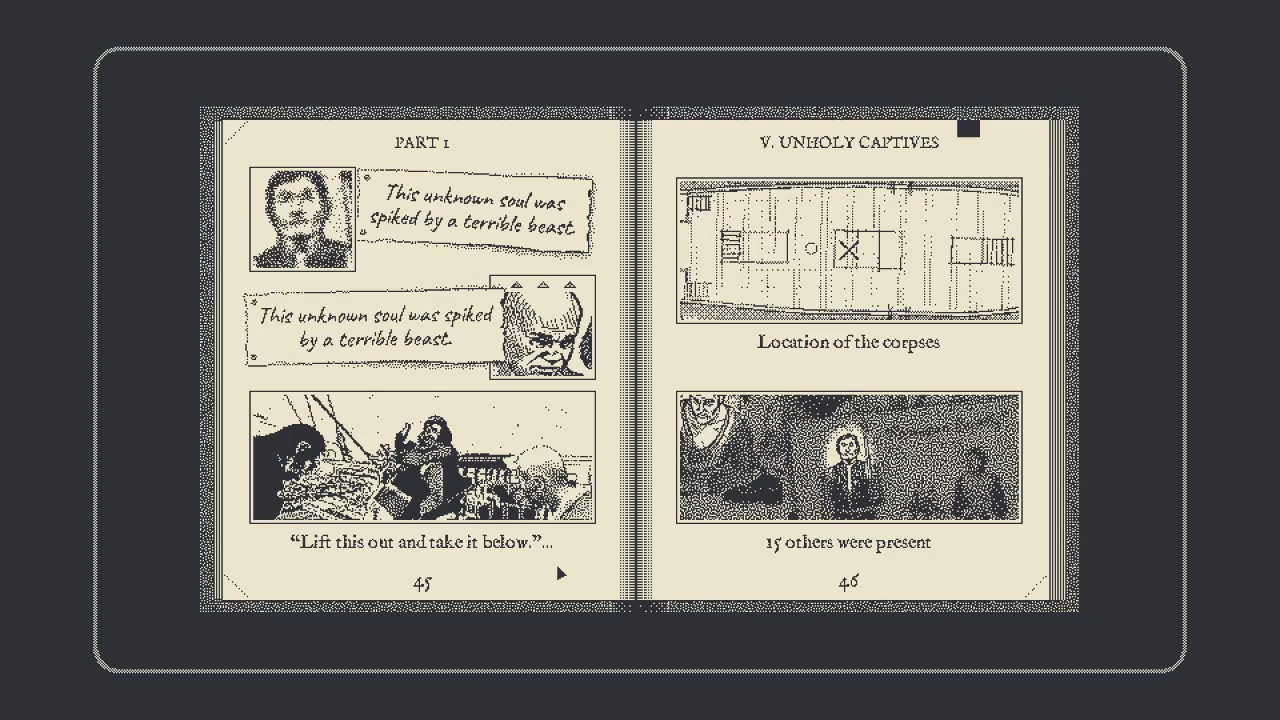 PART 1
This unknown soul was
spiked by a terrible beast.
This unknown soul was spiked
by a terrible beast.
“Lift this out and take it below.”...
45
V. UNHOLY CAPTIVES
Location of the corpses
15 others were present
46